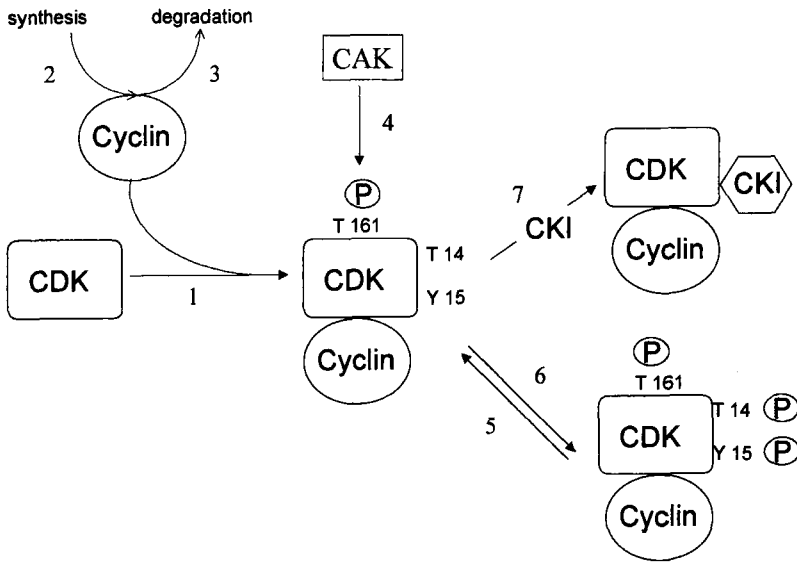 synthesis
degradation
2
3
CAK
Cyclin
4
P
T 161
CDK
1
CDK
T 14
Y 15
Cyclin
7
CKI
CDK
CKI
Cyclin
6
5
P
T 161
CDK
T 14 P
Y 15 P
Cyclin